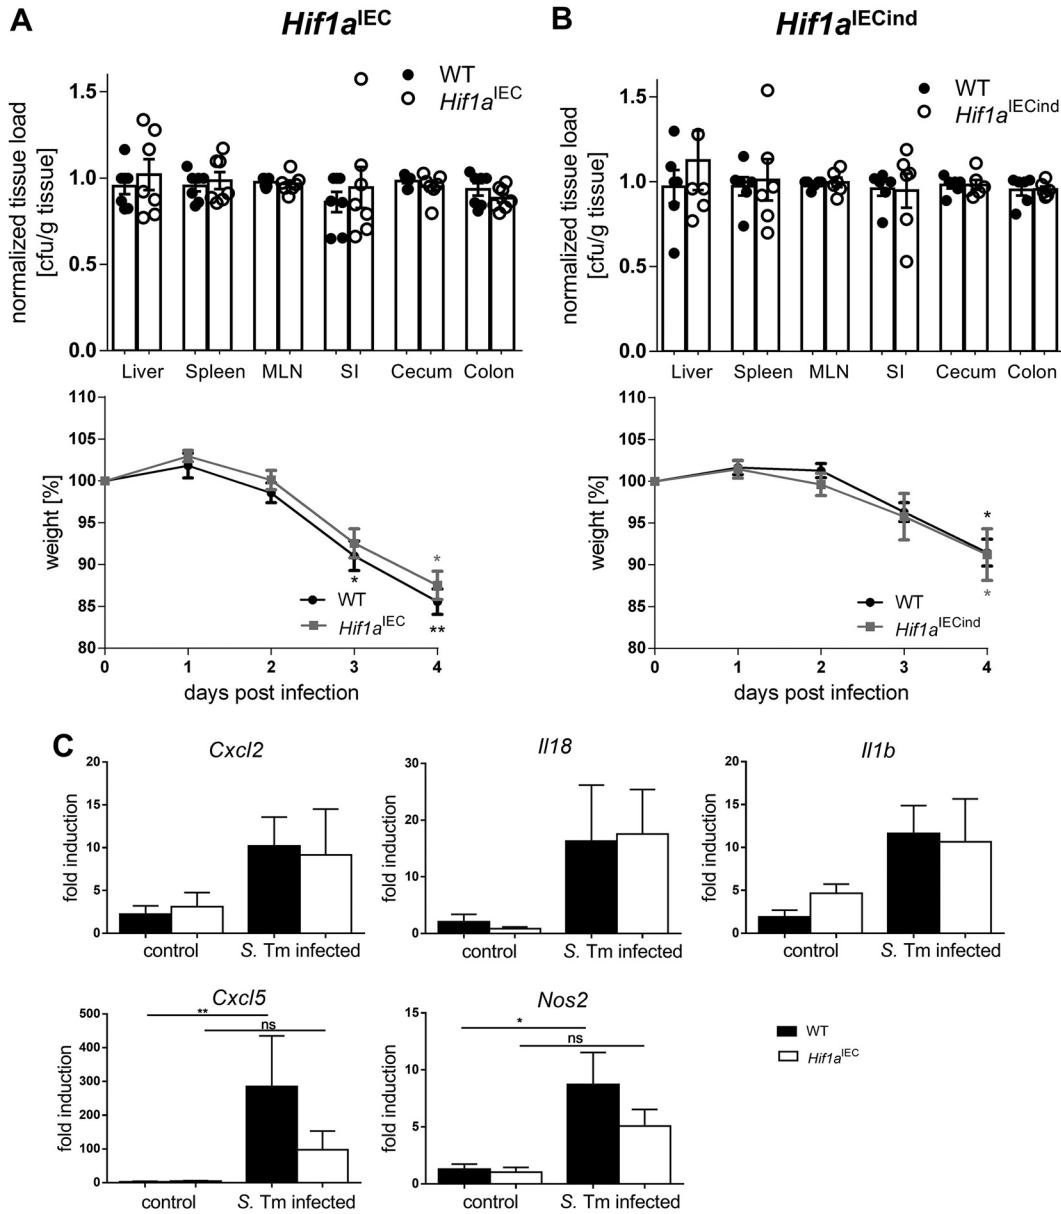 A
Hif1a^IEC
WT
Hif1a^IEC
normalized tissue load
[cfu/g tissue]
1.5
1.0
0.5
0.0
Liver Spleen MLN SI Cecum Colon
110
105
100
95
90
85
80
weight [%]
*
*
**
WT
Hif1a^IEC
0 1 2 3 4
days post infection
B
Hif1a^IECind
WT
Hif1a^IECind
normalized tissue load
[cfu/g tissue]
1.5
1.0
0.5
0.0
Liver Spleen MLN SI Cecum Colon
110
105
100
95
90
85
80
weight [%]
*
*
WT
Hif1a^IECind
0 1 2 3 4
days post infection
C
Cxcl2
fold induction
20
15
10
5
0
control S. Tm infected
Il18
fold induction
30
20
10
0
control S. Tm infected
Il1b
fold induction
20
15
10
5
0
control S. Tm infected
Cxcl5
**
ns
fold induction
500
400
300
200
100
0
control S. Tm infected
Nos2
*
ns
fold induction
15
10
5
0
control S. Tm infected
WT
Hif1a^IEC